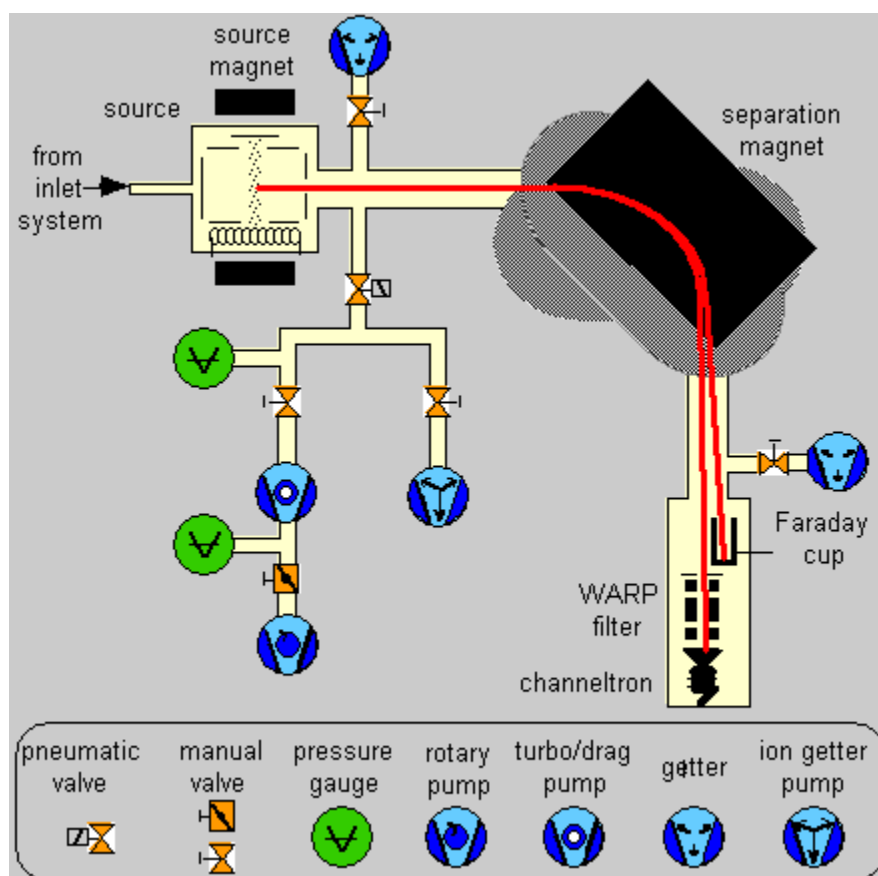 source
magnet
source
from
inlet
system
separation
magnet
Faraday
cup
WARP
filter
channeltron
pneumatic
valve
manual
valve
pressure
gauge
rotary
pump
turbo/drag
pump
getter
ion getter
pump